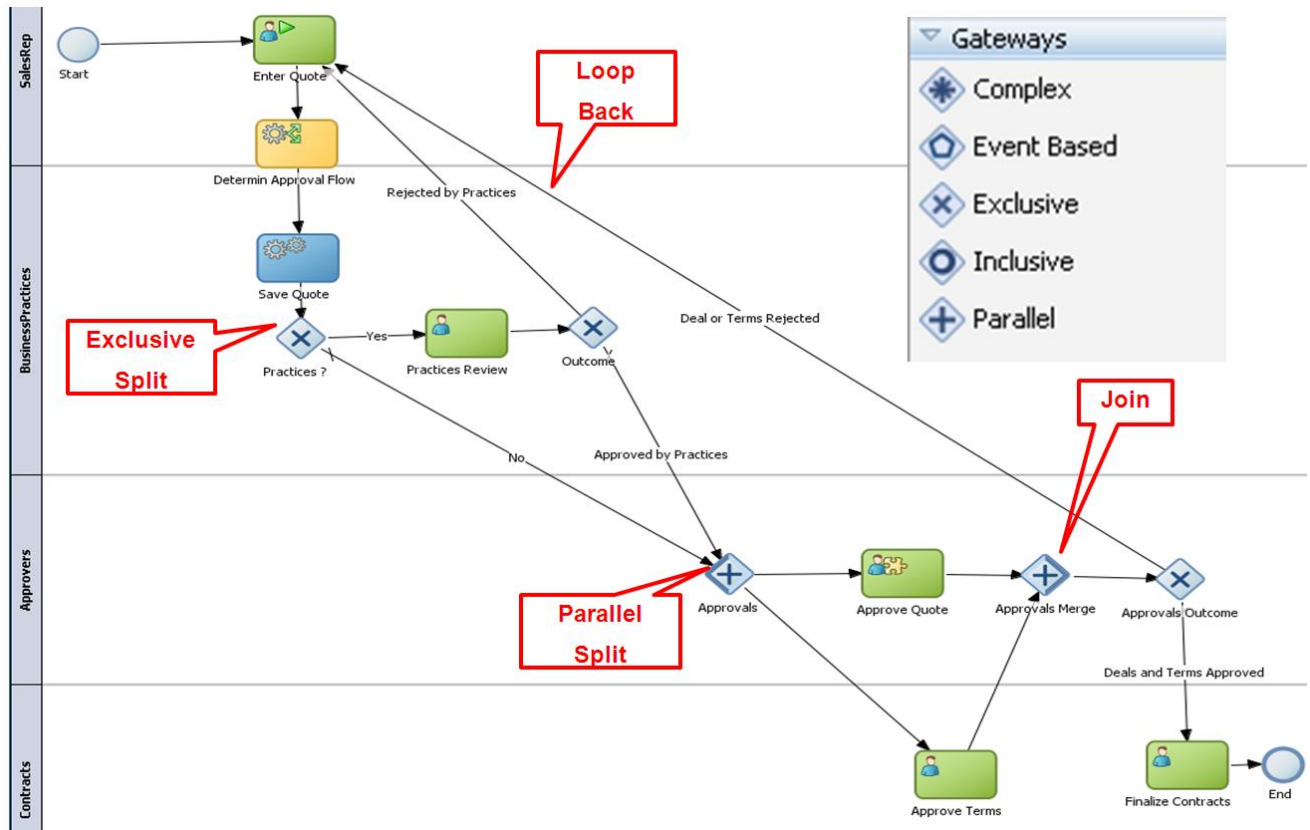 SalesRep
Start
Enter Quote
Determin Approval Flow
Loop
Back
Gateways
Complex
Event Based
Exclusive
Inclusive
Parallel
BusinessPractices
Rejected by Practices
Save Quote
Deal or Terms Rejected
Exclusive
Split
Practices ?
Yes
Practices Review
Outcome
Join
No
Approved by Practices
Approvers
Approvals
Approve Quote
Approvals Merge
Approvals Outcome
Parallel
Split
Deals and Terms Approved
Contracts
Approve Terms
Finalize Contracts
End